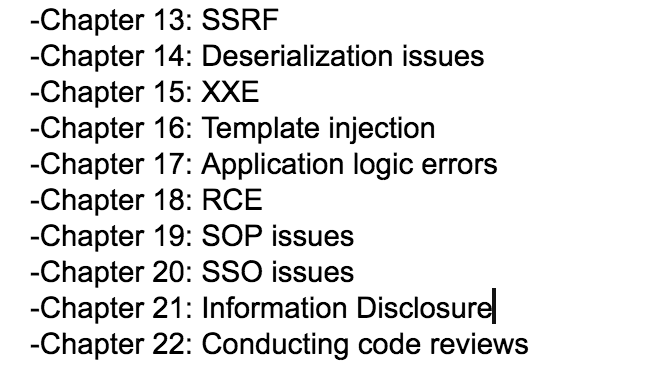 -Chapter 13: SSRF
-Chapter 14: Deserialization issues
-Chapter 15: XXE
-Chapter 16: Template injection
-Chapter 17: Application logic errors
-Chapter 18: RCE
-Chapter 19: SOP issues
-Chapter 20: SSO issues
-Chapter 21: Information Disclosure
-Chapter 22: Conducting code reviews